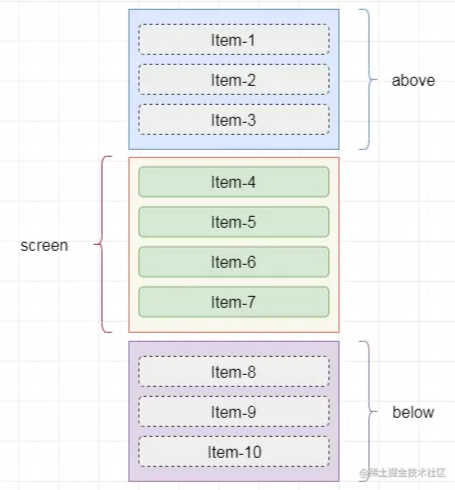 Item-1
Item-2
Item-3
above
Item-4
Item-5
Item-6
Item-7
screen
Item-8
Item-9
Item-10
below
@稀土掘金技术社区